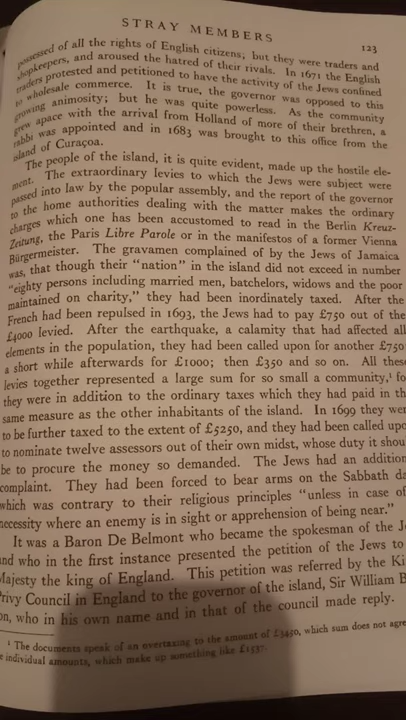 STRAY MEMBERS
123
possessed of all the rights of English citizens; but they were traders and
shopkeepers, and aroused the hatred of their rivals. In 1671 the English
traders protested and petitioned to have the activity of the Jews confined
to wholesale commerce. It is true, the governor was opposed to this
growing animosity; but he was quite powerless. As the community
grew apace with the arrival from Holland of more of their brethren, a
rabbi was appointed and in 1683 was brought to this office from the
island of Curaçoa.
The people of the island, it is quite evident, made up the hostile ele-
ment. The extraordinary levies to which the Jews were subject were
passed into law by the popular assembly, and the report of the governor
to the home authorities dealing with the matter makes the ordinary
charges which one has been accustomed to read in the Berlin Kreuz-
Zeitung, the Paris Libre Parole or in the manifestos of a former Vienna
Bürgermeister. The gravamen complained of by the Jews of Jamaica
was, that though their "nation" in the island did not exceed in number
"eighty persons including married men, batchelors, widows and the poor
maintained on charity," they had been inordinately taxed. After the
French had been repulsed in 1693, the Jews had to pay £750 out of the
£4000 levied. After the earthquake, a calamity that had affected all
elements in the population, they had been called upon for another £750
a short while afterwards for £1000; then £350 and so on. All thes
levies together represented a large sum for so small a community,¹ fo
they were in addition to the ordinary taxes which they had paid in th
same measure as the other inhabitants of the island. In 1699 they wer
to be further taxed to the extent of £5250, and they had been called upo
to nominate twelve assessors out of their own midst, whose duty it shou
be to procure the money so demanded. The Jews had an addition
complaint. They had been forced to bear arms on the Sabbath da
which was contrary to their religious principles "unless in case of
necessity where an enemy is in sight or apprehension of being near."
It was a Baron De Belmont who became the spokesman of the Je
and who in the first instance presented the petition of the Jews to
Majesty the king of England. This petition was referred by the Ki
Privy Council in England to the governor of the island, Sir William B
on, who in his own name and in that of the council made reply.
¹ The documents speak of an overtaxing to the amount of £3450, which sum does not agre
e individual amounts, which make up something like £1537.